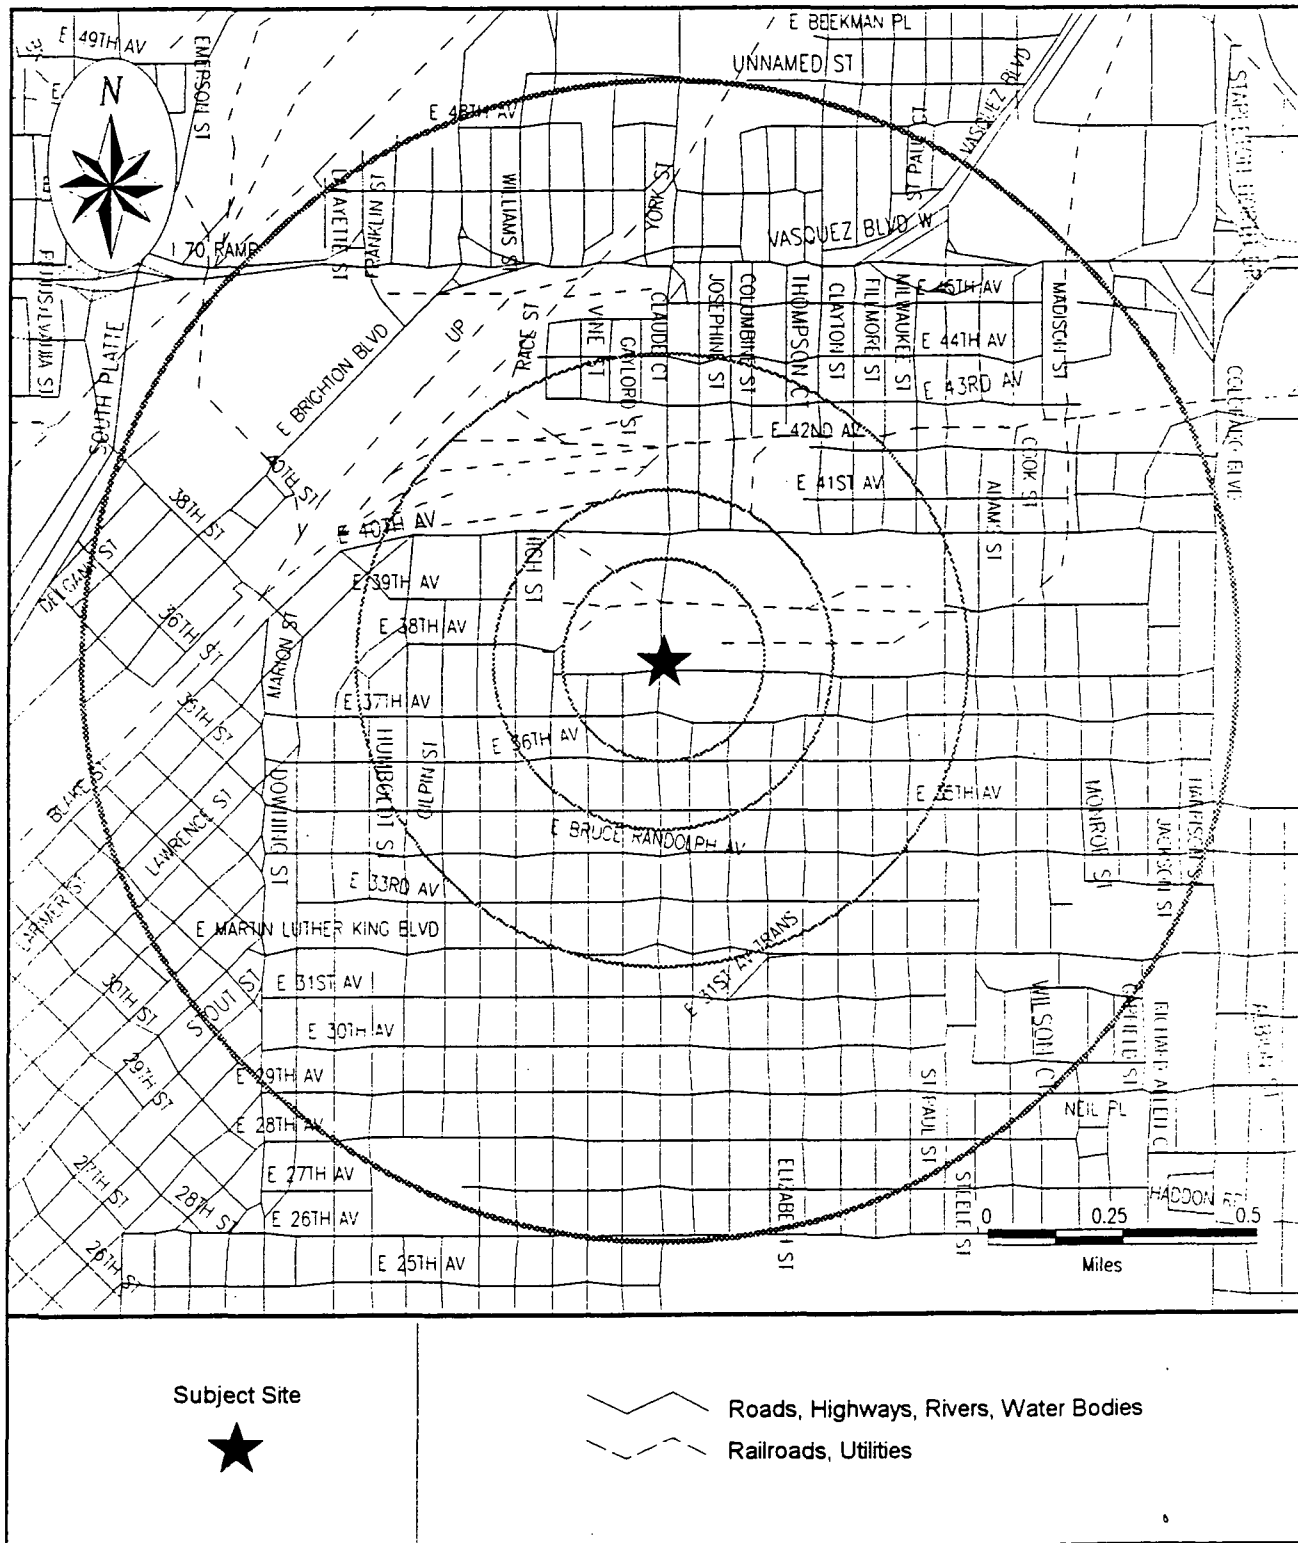 E BEEKMAN PL
E 49TH AV
EMERSON ST
UNNAMED ST
VASQUEZ BLVD
N
E 48TH AV
ST PAUL CT
LAFAYETTE ST
FRANKLIN ST
WILLIAMS ST
YORK ST
VASQUEZ BLVD W
I 70 RAMP
SOUTH PLATTE
E BRIGHTON BLVD
UP
RACE ST
VINE ST
GAYLORD ST
CLAUDE CT
JOSEPHINE ST
COLUMBINE ST
THOMPSON CT
CLAYTON ST
FILLMORE ST
MILWAUKEE ST
E 45TH AV
MADISON ST
E 44TH AV
E 43RD AV
COLORADO BLVD
E 42ND AV
COOK ST
E 41ST AV
ADAMS ST
38TH ST
E 40TH AV
HIGH ST
DELGANY ST
E 39TH AV
36TH ST
MARION ST
E 38TH AV
E 37TH AV
35TH ST
E 36TH AV
HUMBOLDT ST
GILPIN ST
BLAKE ST
LAWRENCE ST
DOWNING ST
E 35TH AV
MONROE ST
HARRISON ST
JACKSON ST
E BRUCE RANDOLPH AV
LARIMER ST
E 33RD AV
E MARTIN LUTHER KING BLVD
E 31ST AV TRANS
30TH ST
E 31ST AV
E 30TH AV
WILSON CT
29TH ST
E 29TH AV
ST PAUL ST
NEIL PL
E 28TH AV
27TH ST
28TH ST
E 27TH AV
E 26TH AV
ELIZABETH ST
STEELE ST
26TH ST
E 25TH AV
0 0.25 0.5
Miles
Subject Site
Roads, Highways, Rivers, Water Bodies
Railroads, Utilities